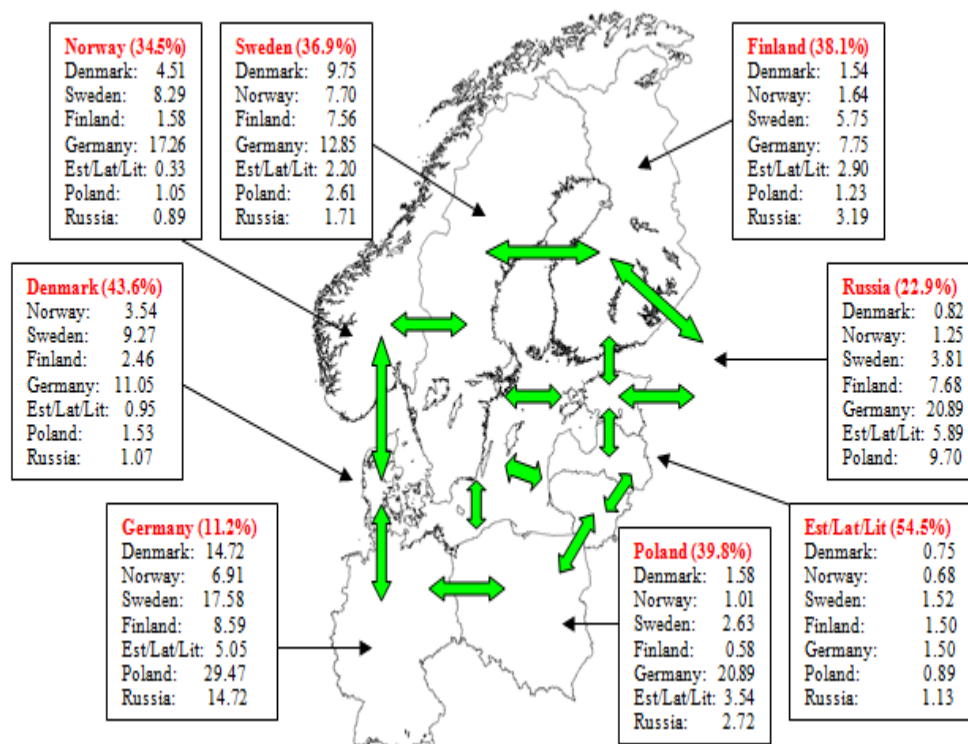 Norway (34.5%)
Denmark: 4.51
Sweden: 8.29
Finland: 1.58
Germany: 17.26
Est/Lat/Lit: 0.33
Poland: 1.05
Russia: 0.89
Sweden (36.9%)
Denmark: 9.75
Norway: 7.70
Finland: 7.56
Germany: 12.85
Est/Lat/Lit: 2.20
Poland: 2.61
Russia: 1.71
Finland (38.1%)
Denmark: 1.54
Norway: 1.64
Sweden: 5.75
Germany: 7.75
Est/Lat/Lit: 2.90
Poland: 1.23
Russia: 3.19
Denmark (43.6%)
Norway: 3.54
Sweden: 9.27
Finland: 2.46
Germany: 11.05
Est/Lat/Lit: 0.95
Poland: 1.53
Russia: 1.07
Russia (22.9%)
Denmark: 0.82
Norway: 1.25
Sweden: 3.81
Finland: 7.68
Germany: 20.89
Est/Lat/Lit: 5.89
Poland: 9.70
Germany (11.2%)
Denmark: 14.72
Norway: 6.91
Sweden: 17.58
Finland: 8.59
Est/Lat/Lit: 5.05
Poland: 29.47
Russia: 14.72
Poland (39.8%)
Denmark: 1.58
Norway: 1.01
Sweden: 2.63
Finland: 0.58
Germany: 20.89
Est/Lat/Lit: 3.54
Russia: 2.72
Est/Lat/Lit (54.5%)
Denmark: 0.75
Norway: 0.68
Sweden: 1.52
Finland: 1.50
Germany: 1.50
Poland: 0.89
Russia: 1.13